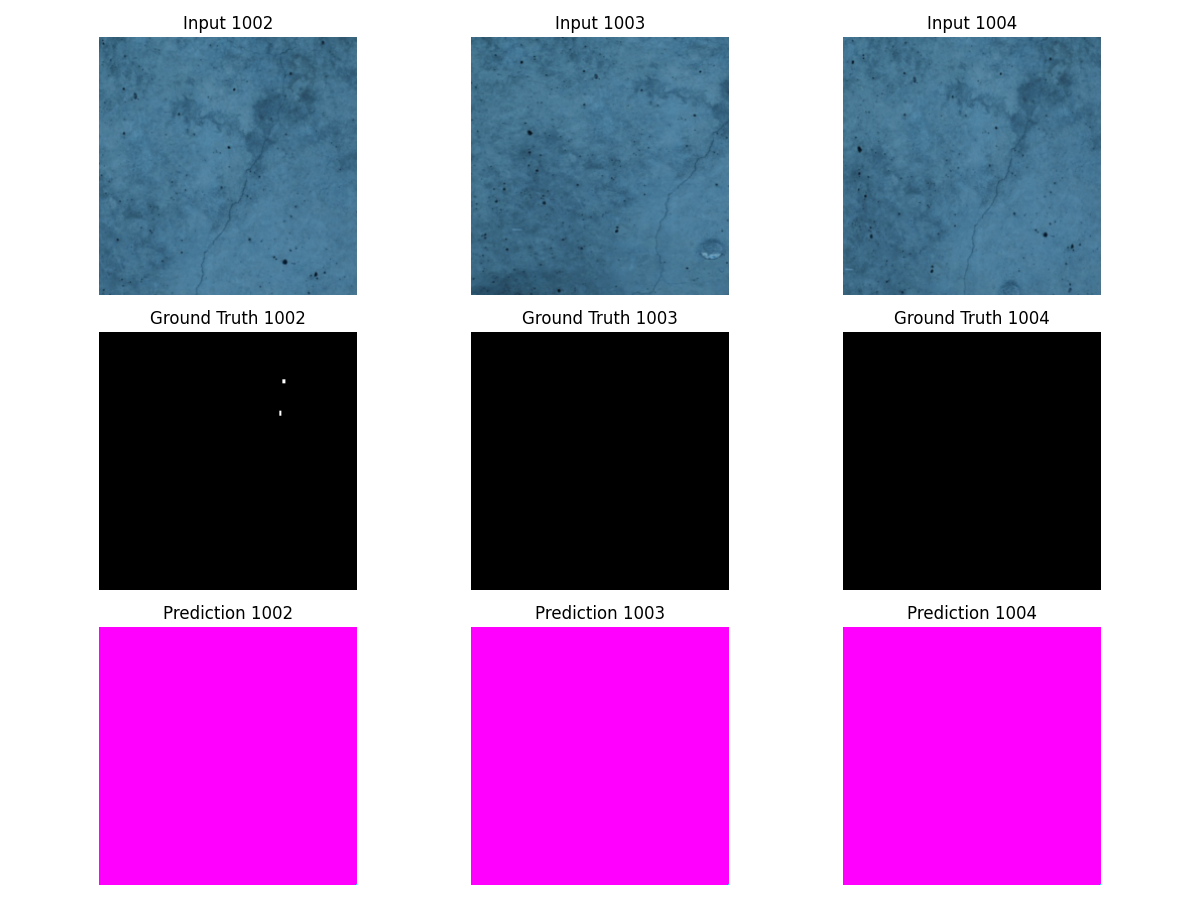 Input 1002
Input 1003
Input 1004
Ground Truth 1002
Ground Truth 1003
Ground Truth 1004
Prediction 1002
Prediction 1003
Prediction 1004